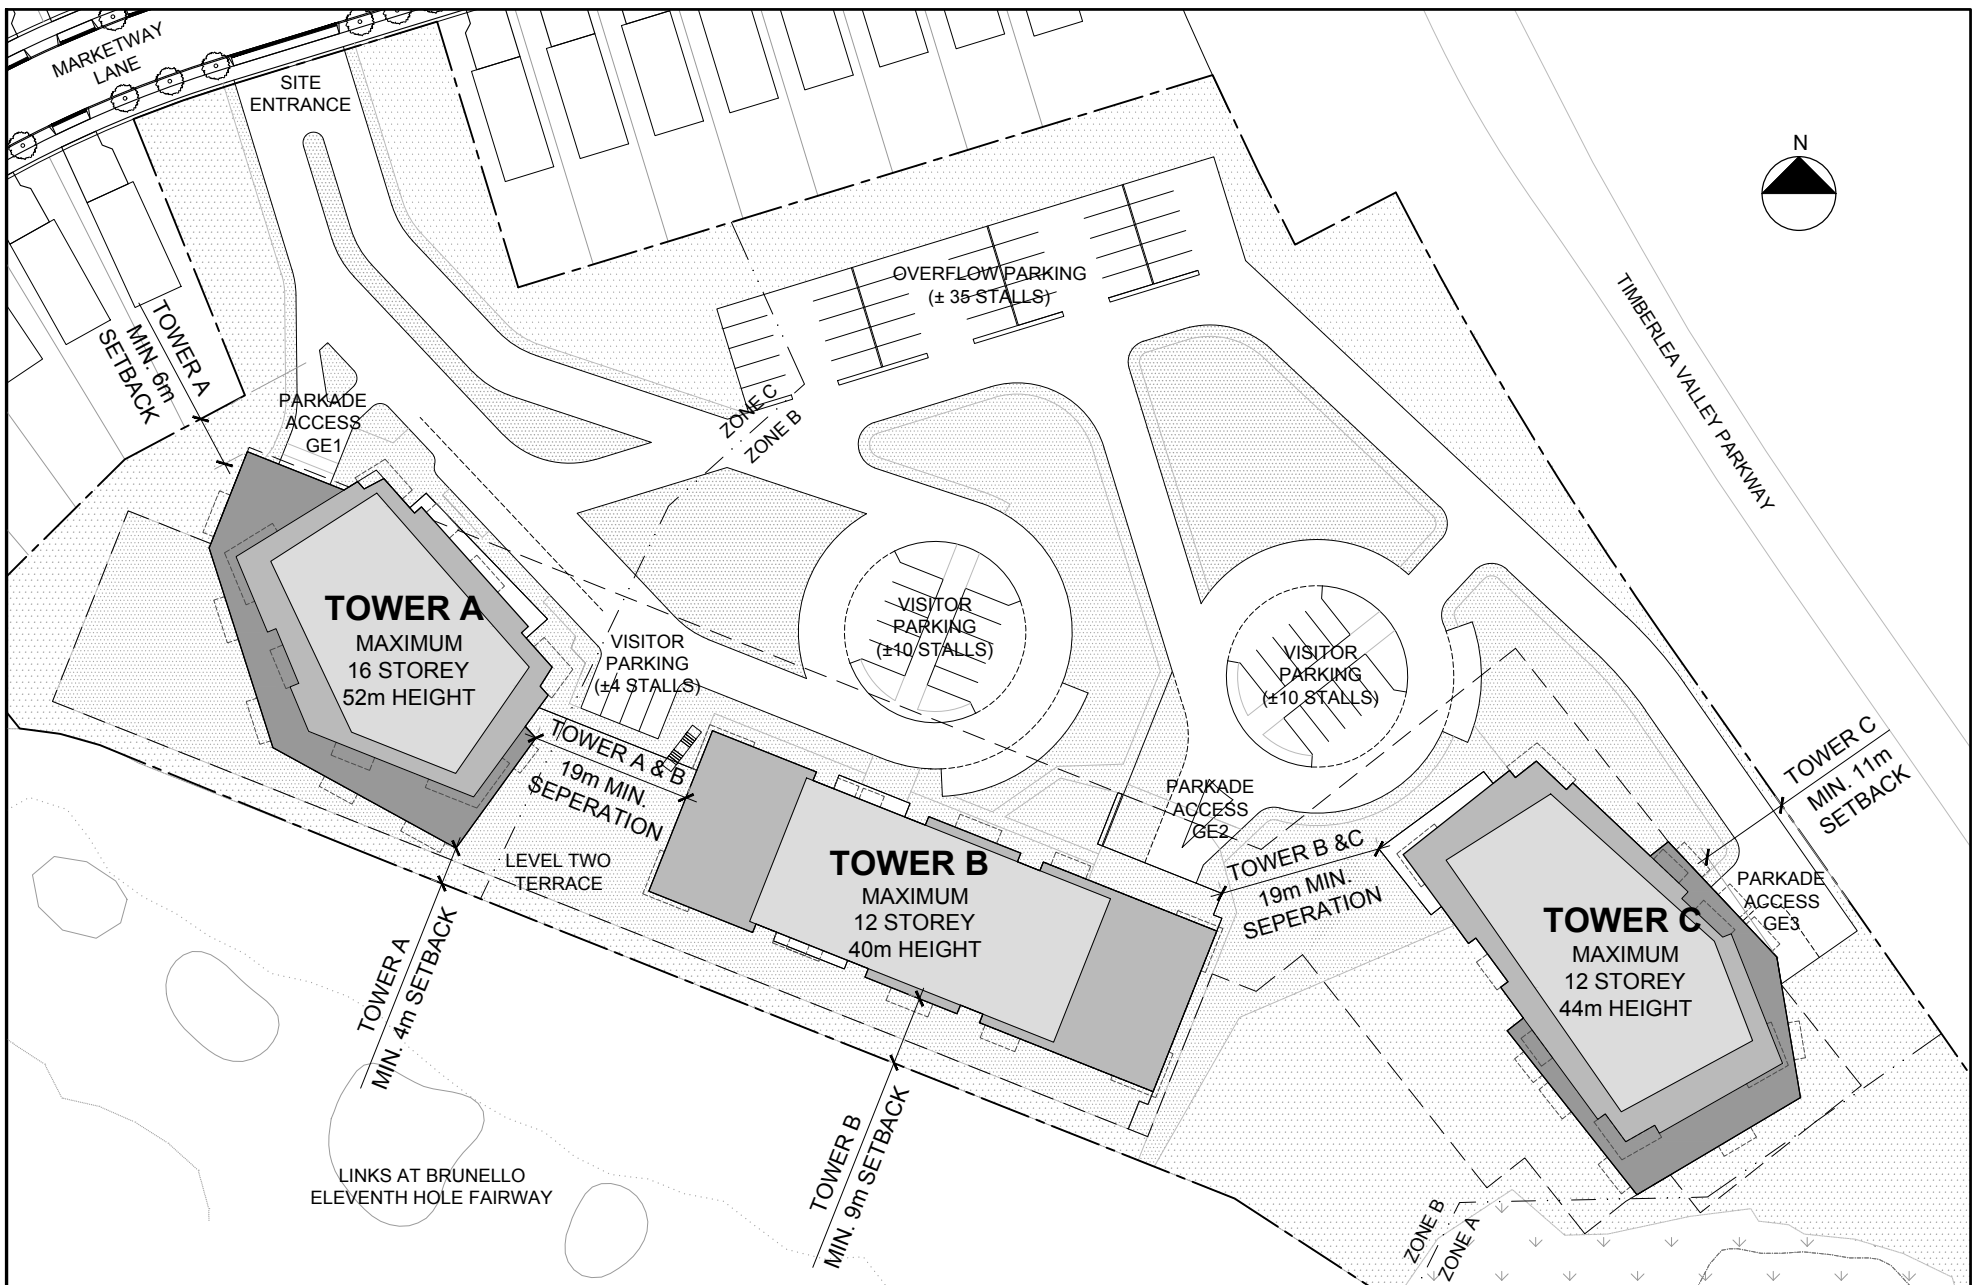 MARKETWAY
LANE
SITE
ENTRANCE
N
TOWER A
MIN. 6m
SETBACK
OVERFLOW PARKING
(± 35 STALLS)
TIMBERLEA VALLEY PARKWAY
PARKADE
ACCESS
GE1
ZONE C
ZONE B
TOWER A
MAXIMUM
16 STOREY
52m HEIGHT
VISITOR
PARKING
(±4 STALLS)
VISITOR
PARKING
(±10 STALLS)
VISITOR
PARKING
(±10 STALLS)
TOWER A & B
19m MIN.
SEPERATION
LEVEL TWO
TERRACE
TOWER B
MAXIMUM
12 STOREY
40m HEIGHT
PARKADE
ACCESS
GE2
TOWER B &C
19m MIN.
SEPERATION
TOWER C
MIN. 11m
SETBACK
PARKADE
ACCESS
GE3
TOWER C
MAXIMUM
12 STOREY
44m HEIGHT
TOWER A
MIN. 4m SETBACK
TOWER B
MIN. 9m SETBACK
LINKS AT BRUNELLO
ELEVENTH HOLE FAIRWAY
ZONE B
ZONE A